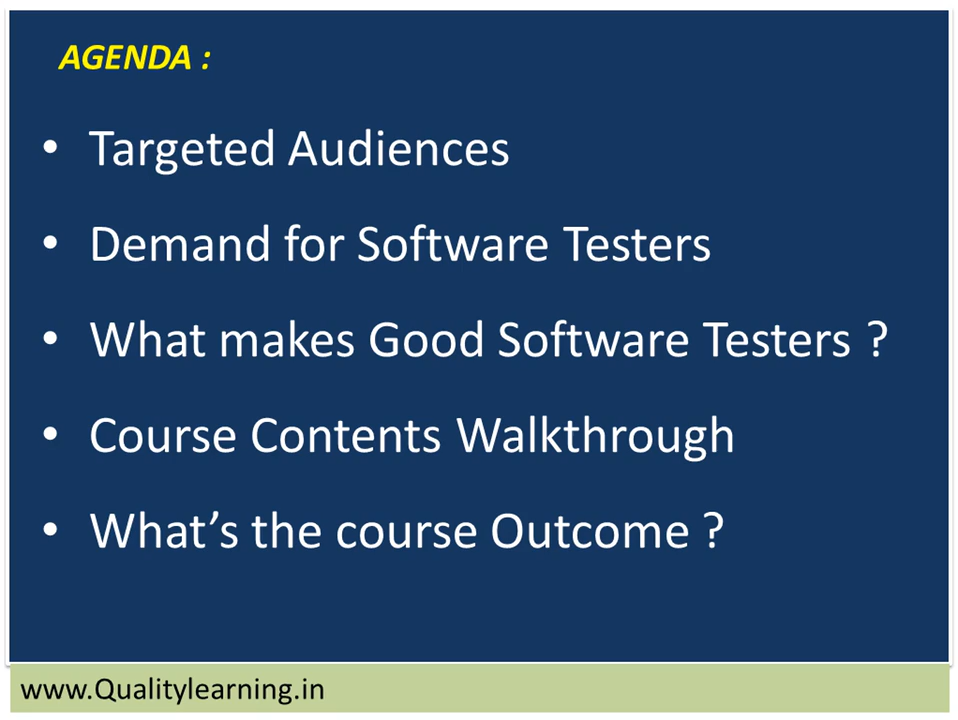 AGENDA :
• Targeted Audiences
• Demand for Software Testers
• What makes Good Software Testers ?
• Course Contents Walkthrough
• What’s the course Outcome ?
www.Qualitylearning.in